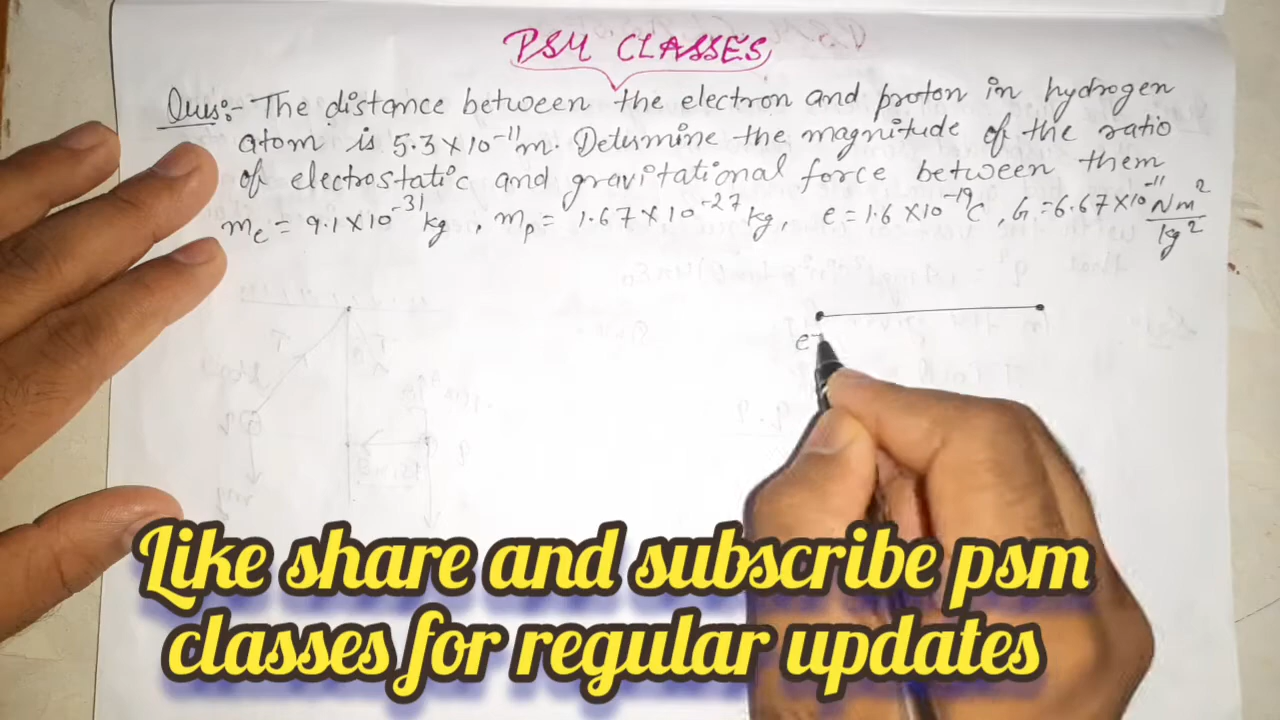 PSM CLASSES
Ques:- The distance between the electron and proton in hydrogen
atom is 5.3 × 10⁻¹¹m. Determine the magnitude of the ratio
of electrostatic and gravitational force between them
mₑ = 9.1 × 10⁻³¹ kg, mₚ = 1.67 × 10⁻²⁷ kg, e = 1.6 × 10⁻¹⁹C, G = 6.67 × 10⁻¹¹ Nm²/kg²
e⁻
Like share and subscribe psm
classes for regular updates